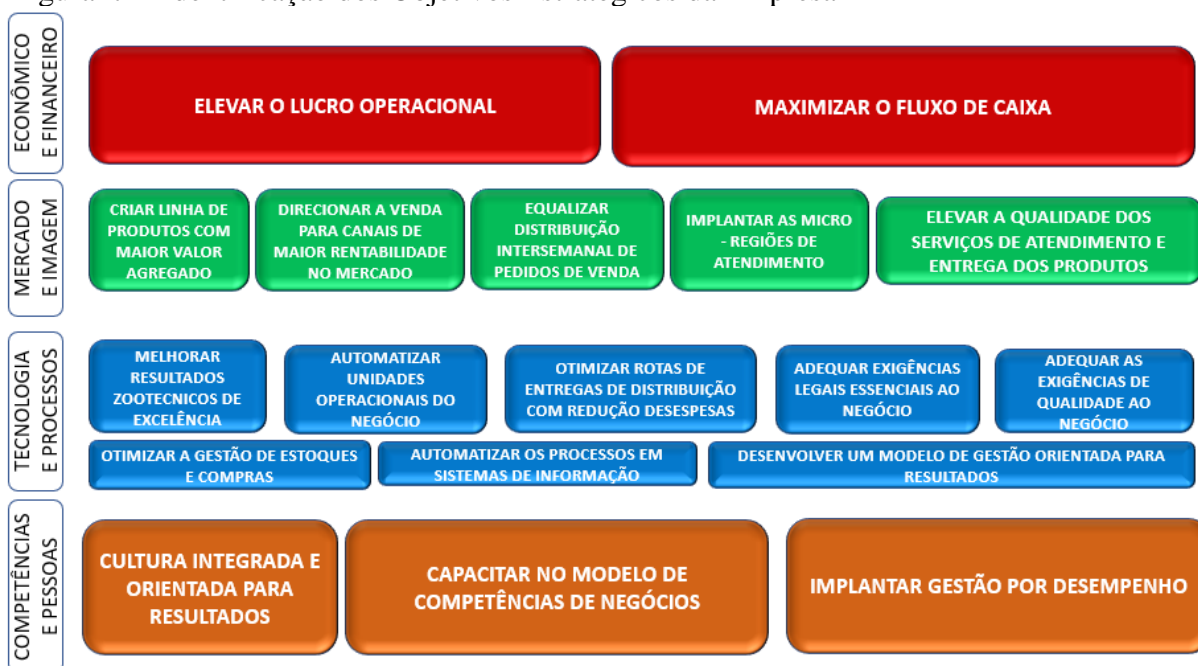 ECONÔMICO
E FINANCEIRO
ELEVAR O LUCRO OPERACIONAL
MAXIMIZAR O FLUXO DE CAIXA
MERCADO
E IMAGEM
CRIAR LINHA DE
PRODUTOS COM
MAIOR VALOR
AGREGADO
DIRECIONAR A VENDA
PARA CANAIS DE
MAIOR RENTABILIDADE
NO MERCADO
EQUALIZAR
DISTRIBUIÇÃO
INTERSEMANAL DE
PEDIDOS DE VENDA
IMPLANTAR AS MICRO
- REGIÕES DE
ATENDIMENTO
ELEVAR A QUALIDADE DOS
SERVIÇOS DE ATENDIMENTO E
ENTREGA DOS PRODUTOS
TECNOLOGIA
E PROCESSOS
MELHORAR
RESULTADOS
ZOOTECNICOS DE
EXCELÊNCIA
AUTOMATIZAR
UNIDADES
OPERACIONAIS DO
NEGÓCIO
OTIMIZAR ROTAS DE
ENTREGAS DE DISTRIBUIÇÃO
COM REDUÇÃO DESESPESAS
ADEQUAR EXIGÊNCIAS
LEGAIS ESSENCIAIS AO
NEGÓCIO
ADEQUAR AS
EXIGÊNCIAS DE
QUALIDADE AO
NEGÓCIO
OTIMIZAR A GESTÃO DE ESTOQUES
E COMPRAS
AUTOMATIZAR OS PROCESSOS EM
SISTEMAS DE INFORMAÇÃO
DESENVOLVER UM MODELO DE GESTÃO ORIENTADA PARA
RESULTADOS
COMPETÊNCIAS
E PESSOAS
CULTURA INTEGRADA E
ORIENTADA PARA
RESULTADOS
CAPACITAR NO MODELO DE
COMPETÊNCIAS DE NEGÓCIOS
IMPLANTAR GESTÃO POR DESEMPENHO